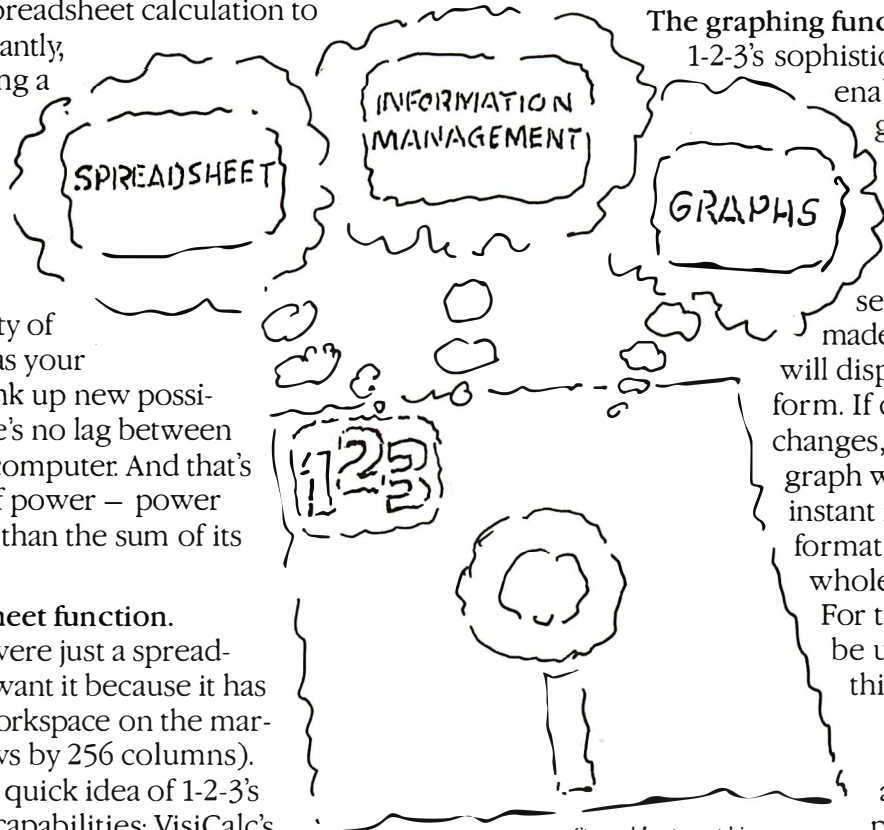 preadsheet calculation to
antly,
ng a
SPREADSHEET
INFORMATION
MANAGEMENT
GRAPHS
ty of
as your
nk up new possi-
e's no lag between
computer. And that's
f power – power
than the sum of its
heet function.
were just a spread-
want it because it has
orkspace on the mar-
ws by 256 columns).
quick idea of 1-2-3's
capabilities: VisiCalc's
123
The graphing func
1-2-3's sophistic
ena
g
se
made
will disp
form. If c
changes,
graph w
instant
format
whole
For t
be u
thi
a